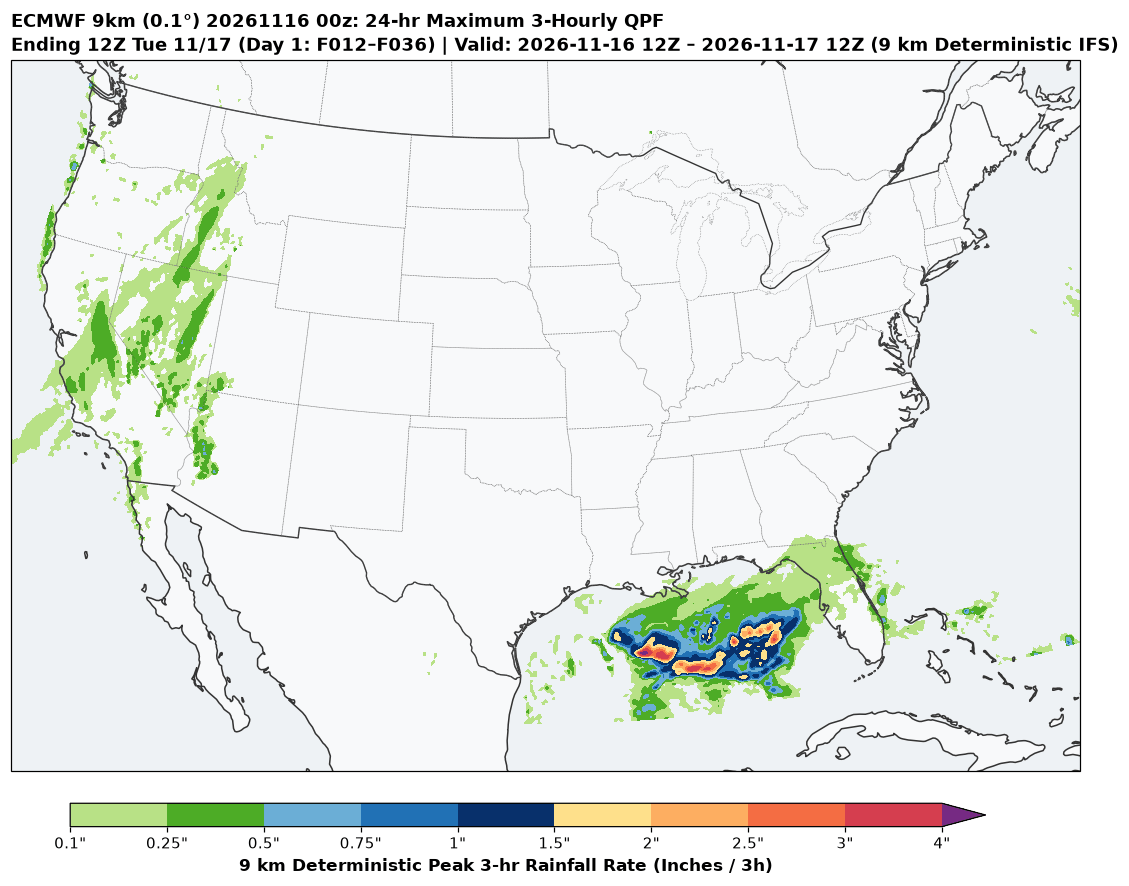 ECMWF 9km (0.1°) 20261116 00z: 24-hr Maximum 3-Hourly QPF
Ending 12Z Tue 11/17 (Day 1: F012–F036) | Valid: 2026-11-16 12Z – 2026-11-17 12Z (9 km Deterministic IFS)
0.1" 0.25" 0.5" 0.75" 1" 1.5" 2" 2.5" 3" 4"
9 km Deterministic Peak 3-hr Rainfall Rate (Inches / 3h)